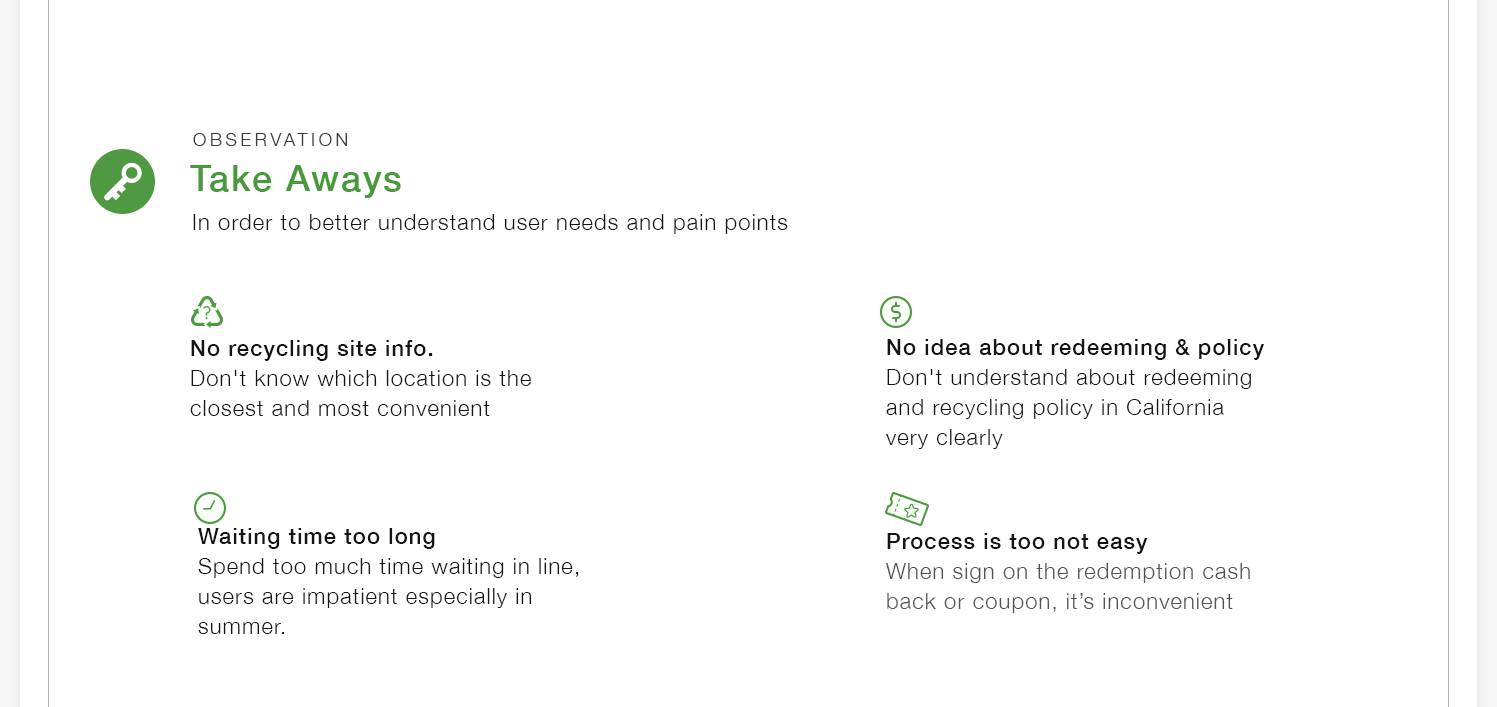 OBSERVATION
Take Aways
In order to better understand user needs and pain points
?
No recycling site info.
Don't know which location is the
closest and most convenient
$
No idea about redeeming & policy
Don't understand about redeeming
and recycling policy in California
very clearly
Waiting time too long
Spend too much time waiting in line,
users are impatient especially in
summer.
Process is too not easy
When sign on the redemption cash
back or coupon, it’s inconvenient